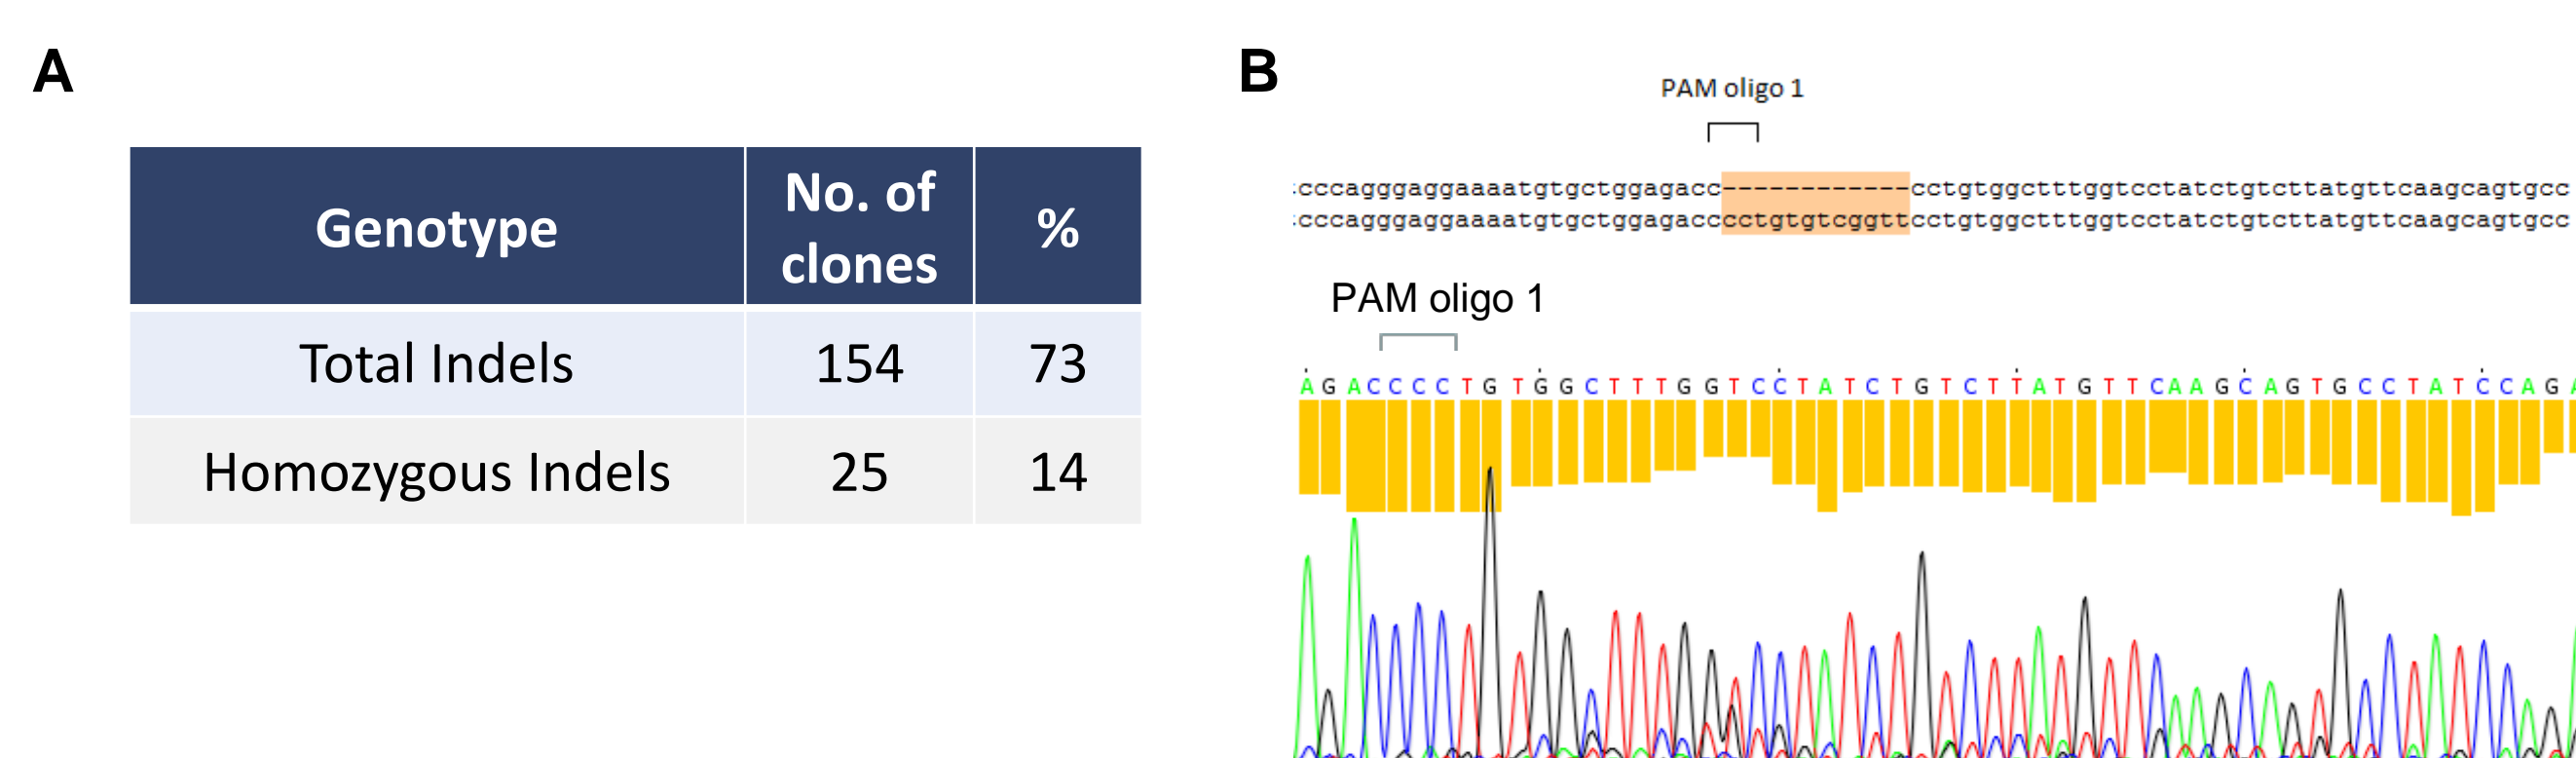 A
B
PAM oligo 1
cccagggaggaaaatgtgctggagacc------------cctgtggctttggtcctatctgtcttatgttcaagcagtgcc
cccagggaggaaaatgtgctggagacccctgtgtcggttcctgtggctttggtcctatctgtcttatgttcaagcagtgcc
Genotype
No. of
clones
%
Total Indels
154
73
Homozygous Indels
25
14
PAM oligo 1
A G A C C C C T G T G G C T T T G G T C C T A T C T G T C T T A T G T T C A A G C A G T G C C T A T C C A G